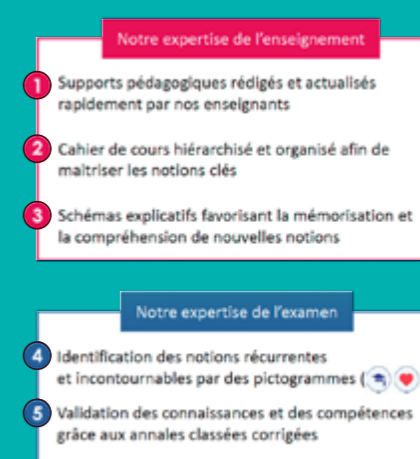 Notre expertise de l'enseignement
1 Supports pédagogiques rédigés et actualisés
rapidement par nos enseignants
2 Cahier de cours hiérarchisé et organisé afin de
maîtriser les notions clés
3 Schémas explicatifs favorisant la mémorisation et
la compréhension de nouvelles notions
Notre expertise de l'examen
4 Identification des notions récurrentes
et incontournables par des pictogrammes (
5 Validation des connaissances et des compétences
grâce aux annales classées corrigées